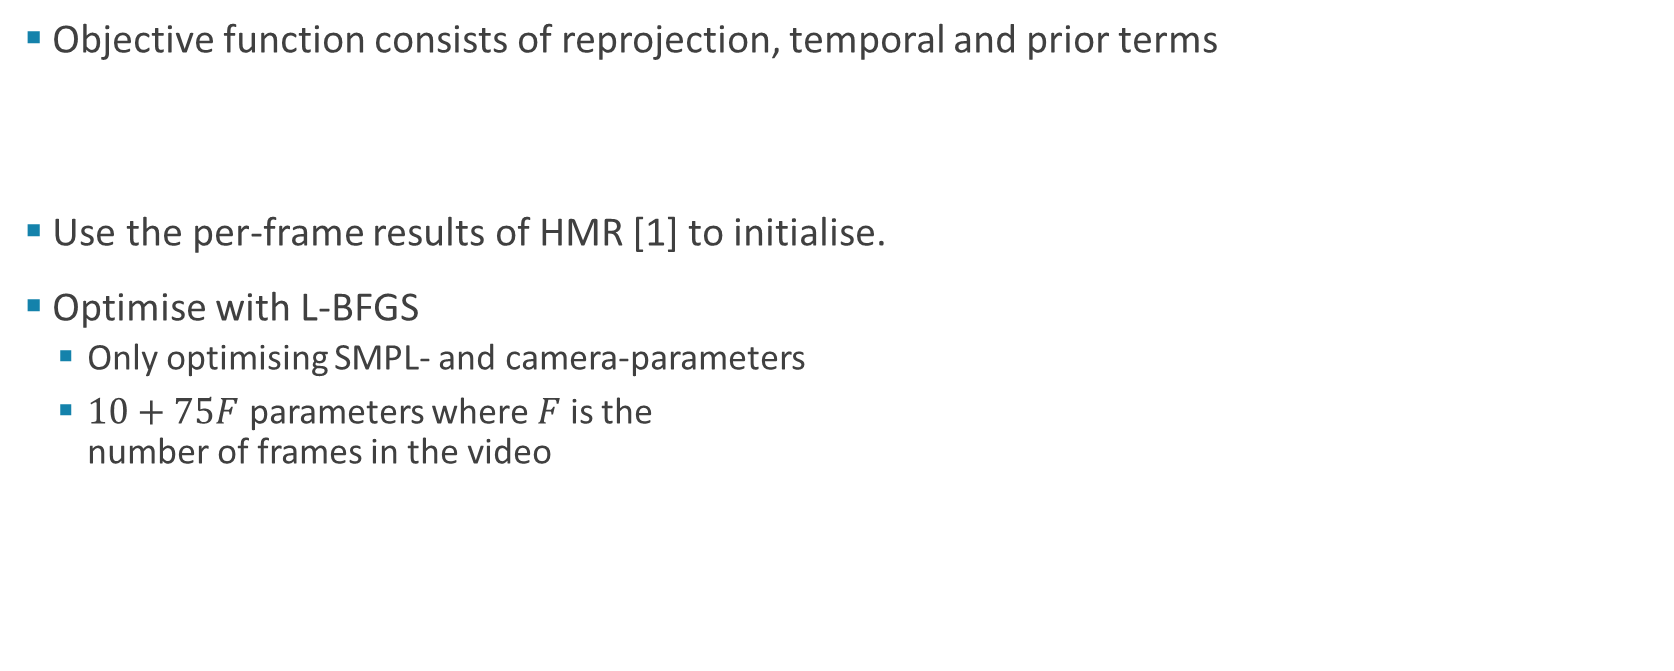 ▪ Objective function consists of reprojection, temporal and prior terms
▪ Use the per-frame results of HMR [1] to initialise.
▪ Optimise with L-BFGS
▪ Only optimising SMPL- and camera-parameters
▪ 10 + 75F parameters where F is the
number of frames in the video